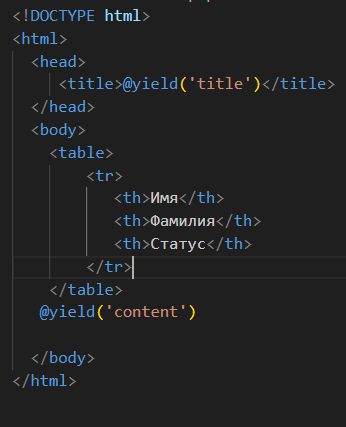 <!DOCTYPE html>
<html>
<head>
<title>@yield('title')</title>
</head>
<body>
<table>
<tr>
<th>Имя</th>
<th>Фамилия</th>
<th>Статус</th>
</tr>
</table>
@yield('content')
</body>
</html>